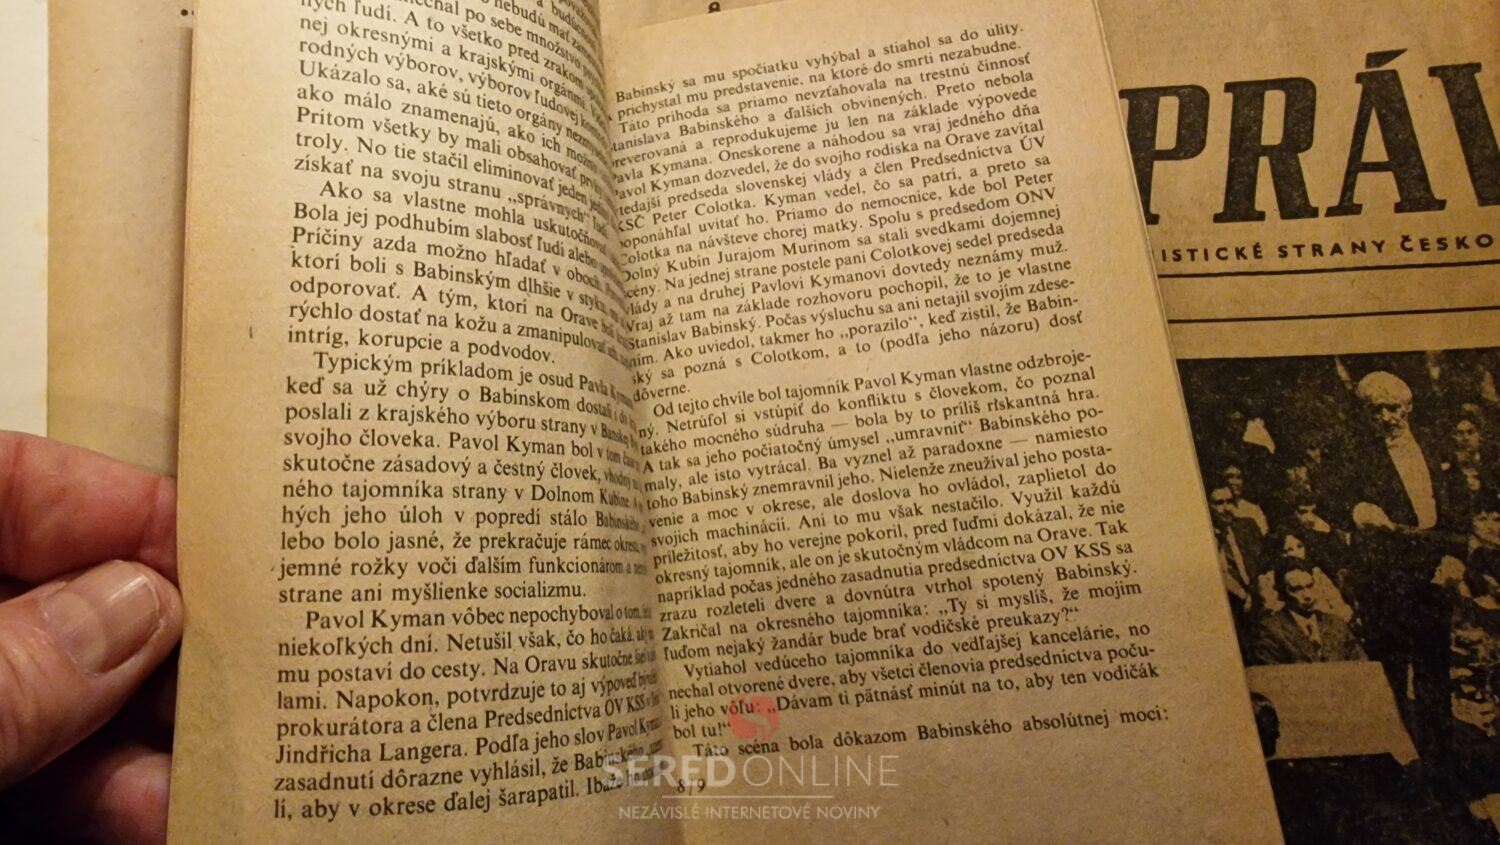 nechal po sebe množstvo
ných ľudí. A to všetko pred zrakom
nej okresnými a krajskými orgánmi.
rodných výborov, výborov ľudovej
Ukázalo sa, aké sú tieto orgány
ako málo znamenajú, ako ich možno
Pritom všetky by mali obsahovať
troly. No tie stačil eliminovať jeden
získať na svoju stranu „správnych“
Ako sa vlastne mohla uskutočňovať
Bola jej podhubím slabosť ľudí alebo
Príčiny azda možno hľadať v oboch.
ktorí boli s Babinským dlhšie v styku,
odporovať. A tým, ktorí na Orave
rýchlo dostať na kožu a zmanipulovať
intríg, korupcie a podvodov.
Typickým príkladom je osud Pavla
keď sa už chýry o Babinskom dostali
poslali z krajského výboru strany v
svojho človeka. Pavol Kyman bol v tom
skutočne zásadový a čestný človek,
ného tajomníka strany v Dolnom Kubíne.
hých jeho úloh v popredí stálo
lebo bolo jasné, že prekračuje rámec
jemné rožky voči ďalším funkcionárom a
strane ani myšlienke socializmu.
Pavol Kyman vôbec nepochyboval o tom,
niekoľkých dní. Netušil však, čo ho čaká,
mu postaví do cesty. Na Oravu skutočne
lami. Napokon, potvrdzuje to aj výpoveď
prokurátora a člena Predsedníctva OV KSS
Jindřicha Langera. Podľa jeho slov Pavol
zasadnutí dôrazne vyhlásil, že
lí, aby v okrese ďalej šarapatil. Ibaže
Babinský sa mu spočiatku vyhýbal a stiahol sa do ulity.
prichystal mu predstavenie, na ktoré do smrti nezabudne.
Táto príhoda sa priamo nevzťahovala na trestnú činnosť
Stanislava Babinského a ďalších obvinených. Preto nebola
preverovaná a reprodukujeme ju len na základe výpovede
Pavla Kymana. Oneskorene a náhodou sa vraj jedného dňa
Pavol Kyman dozvedel, že do svojho rodiska na Orave zavítal
vtedajší predseda slovenskej vlády a člen Predsedníctva ÚV
KSČ Peter Colotka. Kyman vedel, čo sa patrí, a preto sa
poponáhľal uvítať ho. Priamo do nemocnice, kde bol Peter
Colotka na návšteve chorej matky. Spolu s predsedom ONV
Dolný Kubín Jurajom Murinom sa stali svedkami dojemnej
scény. Na jednej strane postele pani Colotkovej sedel predseda
vlády a na druhej Pavlovi Kymanovi dovtedy neznámy muž.
Vraj až tam na základe rozhovoru pochopil, že to je vlastne
Stanislav Babinský. Počas výsluchu sa ani netajil svojím zdese-
ním. Ako uviedol, takmer ho „porazilo“, keď zistil, že Babin-
ský sa pozná s Colotkom, a to (podľa jeho názoru) dosť
dôverne.
Od tejto chvíle bol tajomník Pavol Kyman vlastne odzbroje-
ný. Netrúfol si vstúpiť do konfliktu s človekom, čo poznal
takého mocného súdruha — bola by to príliš riskantná hra.
A tak sa jeho počiatočný úmysel „umravniť“ Babinského po-
maly, ale isto vytrácal. Ba vyznel až paradoxne — namiesto
toho Babinský znemravnil jeho. Nielenže zneužíval jeho posta-
venie a moc v okrese, ale doslova ho ovládol, zaplietol do
svojich machinácií. Ani to mu však nestačilo. Využil každú
príležitosť, aby ho verejne pokoril, pred ľuďmi dokázal, že nie
okresný tajomník, ale on je skutočným vládcom na Orave. Tak
napríklad počas jedného zasadnutia predsedníctva OV KSS sa
zrazu rozleteli dvere a dovnútra vtrhol spotený Babinský.
Zakričal na okresného tajomníka: „Ty si myslíš, že mojim
ľuďom nejaký žandár bude brať vodičské preukazy?“
Vytiahol vedúceho tajomníka do vedľajšej kancelárie, no
nechal otvorené dvere, aby všetci členovia predsedníctva poču-
li jeho vôľu: „Dávam ti pätnásť minút na to, aby ten vodičák
bol tu!“
Táto scéna bola dôkazom Babinského absolútnej moci:
8/9
PRÁV
ISTICKÉ STRANY ČESKO
SEREDONLINE
NEZÁVISLÉ INTERNETOVÉ NOVINY